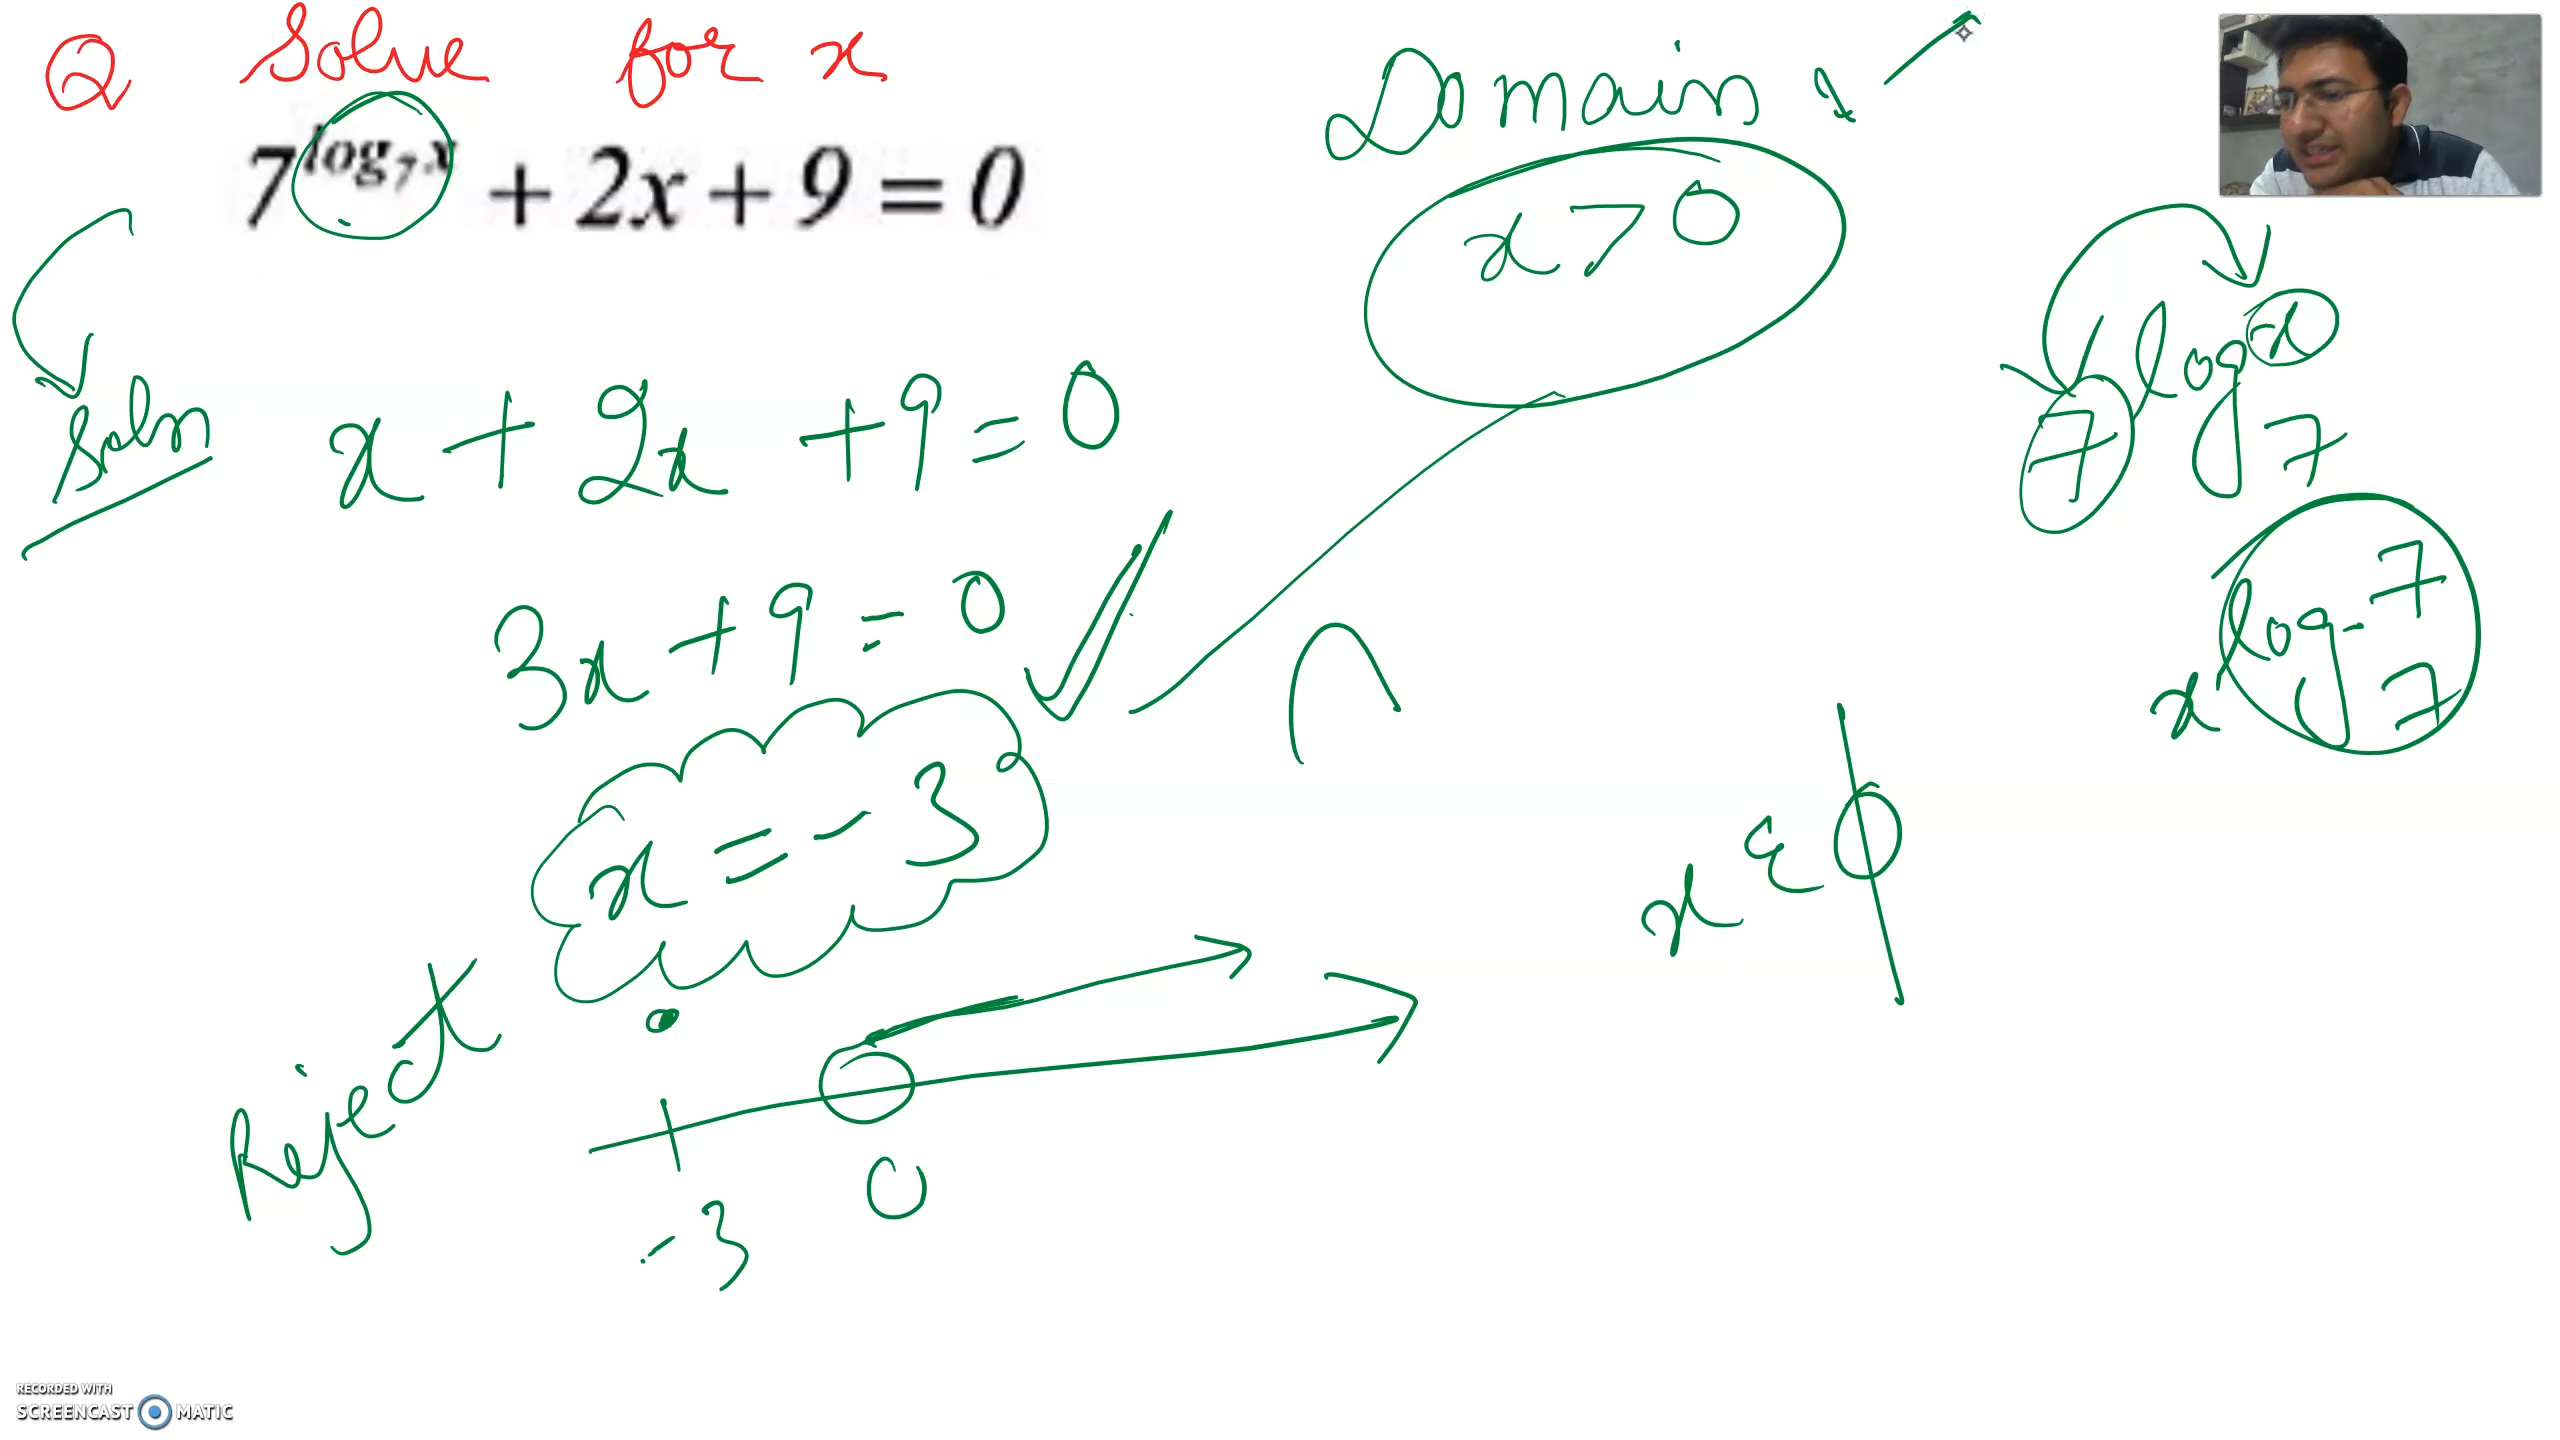 Q Solve for x
7^{log_7 x} + 2x + 9 = 0
Domain :
x > 0
Soln x + 2x + 9 = 0
3x + 9 = 0
x = -3
Reject
-3 0
∩
x ε ϕ
7^{log_7 x}
x^{log_7 7}
RECORDED WITH
SCREENCAST MATIC